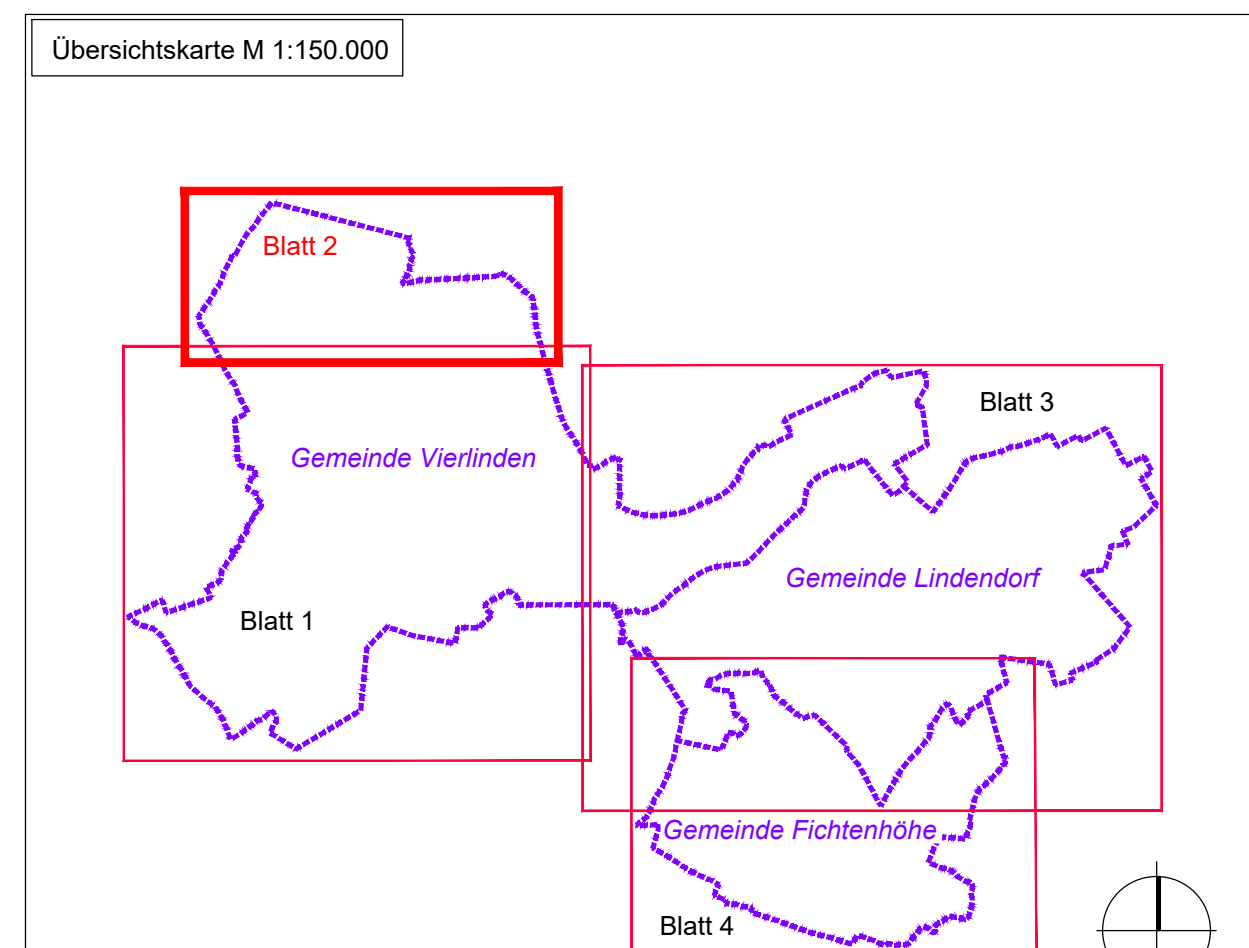 Übersichtskarte M 1:150.000
Blatt 2
Blatt 3
Gemeinde Vierlinden
Gemeinde Lindendorf
Blatt 1
Gemeinde Fichtenhöhe
Blatt 4